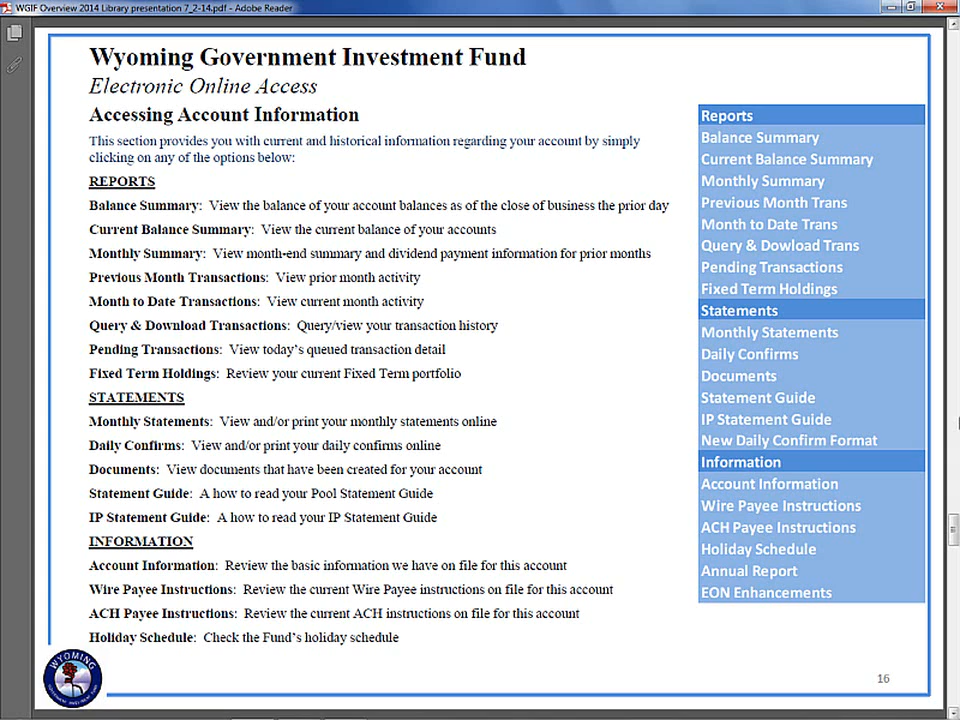 WGIF Overview 2014 Library presentation 7_2-14.pdf - Adobe Reader
Wyoming Government Investment Fund
Electronic Online Access
Accessing Account Information
This section provides you with current and historical information regarding your account by simply
clicking on any of the options below:
REPORTS
Balance Summary: View the balance of your account balances as of the close of business the prior day
Current Balance Summary: View the current balance of your accounts
Monthly Summary: View month-end summary and dividend payment information for prior months
Previous Month Transactions: View prior month activity
Month to Date Transactions: View current month activity
Query & Download Transactions: Query/view your transaction history
Pending Transactions: View today's queued transaction detail
Fixed Term Holdings: Review your current Fixed Term portfolio
STATEMENTS
Monthly Statements: View and/or print your monthly statements online
Daily Confirms: View and/or print your daily confirms online
Documents: View documents that have been created for your account
Statement Guide: A how to read your Pool Statement Guide
IP Statement Guide: A how to read your IP Statement Guide
INFORMATION
Account Information: Review the basic information we have on file for this account
Wire Payee Instructions: Review the current Wire Payee instructions on file for this account
ACH Payee Instructions: Review the current ACH instructions on file for this account
Holiday Schedule: Check the Fund's holiday schedule
Reports
Balance Summary
Current Balance Summary
Monthly Summary
Previous Month Trans
Month to Date Trans
Query & Dowload Trans
Pending Transactions
Fixed Term Holdings
Statements
Monthly Statements
Daily Confirms
Documents
Statement Guide
IP Statement Guide
New Daily Confirm Format
Information
Account Information
Wire Payee Instructions
ACH Payee Instructions
Holiday Schedule
Annual Report
EON Enhancements
WYOMING
GOVERNMENT INVESTMENT FUND
16